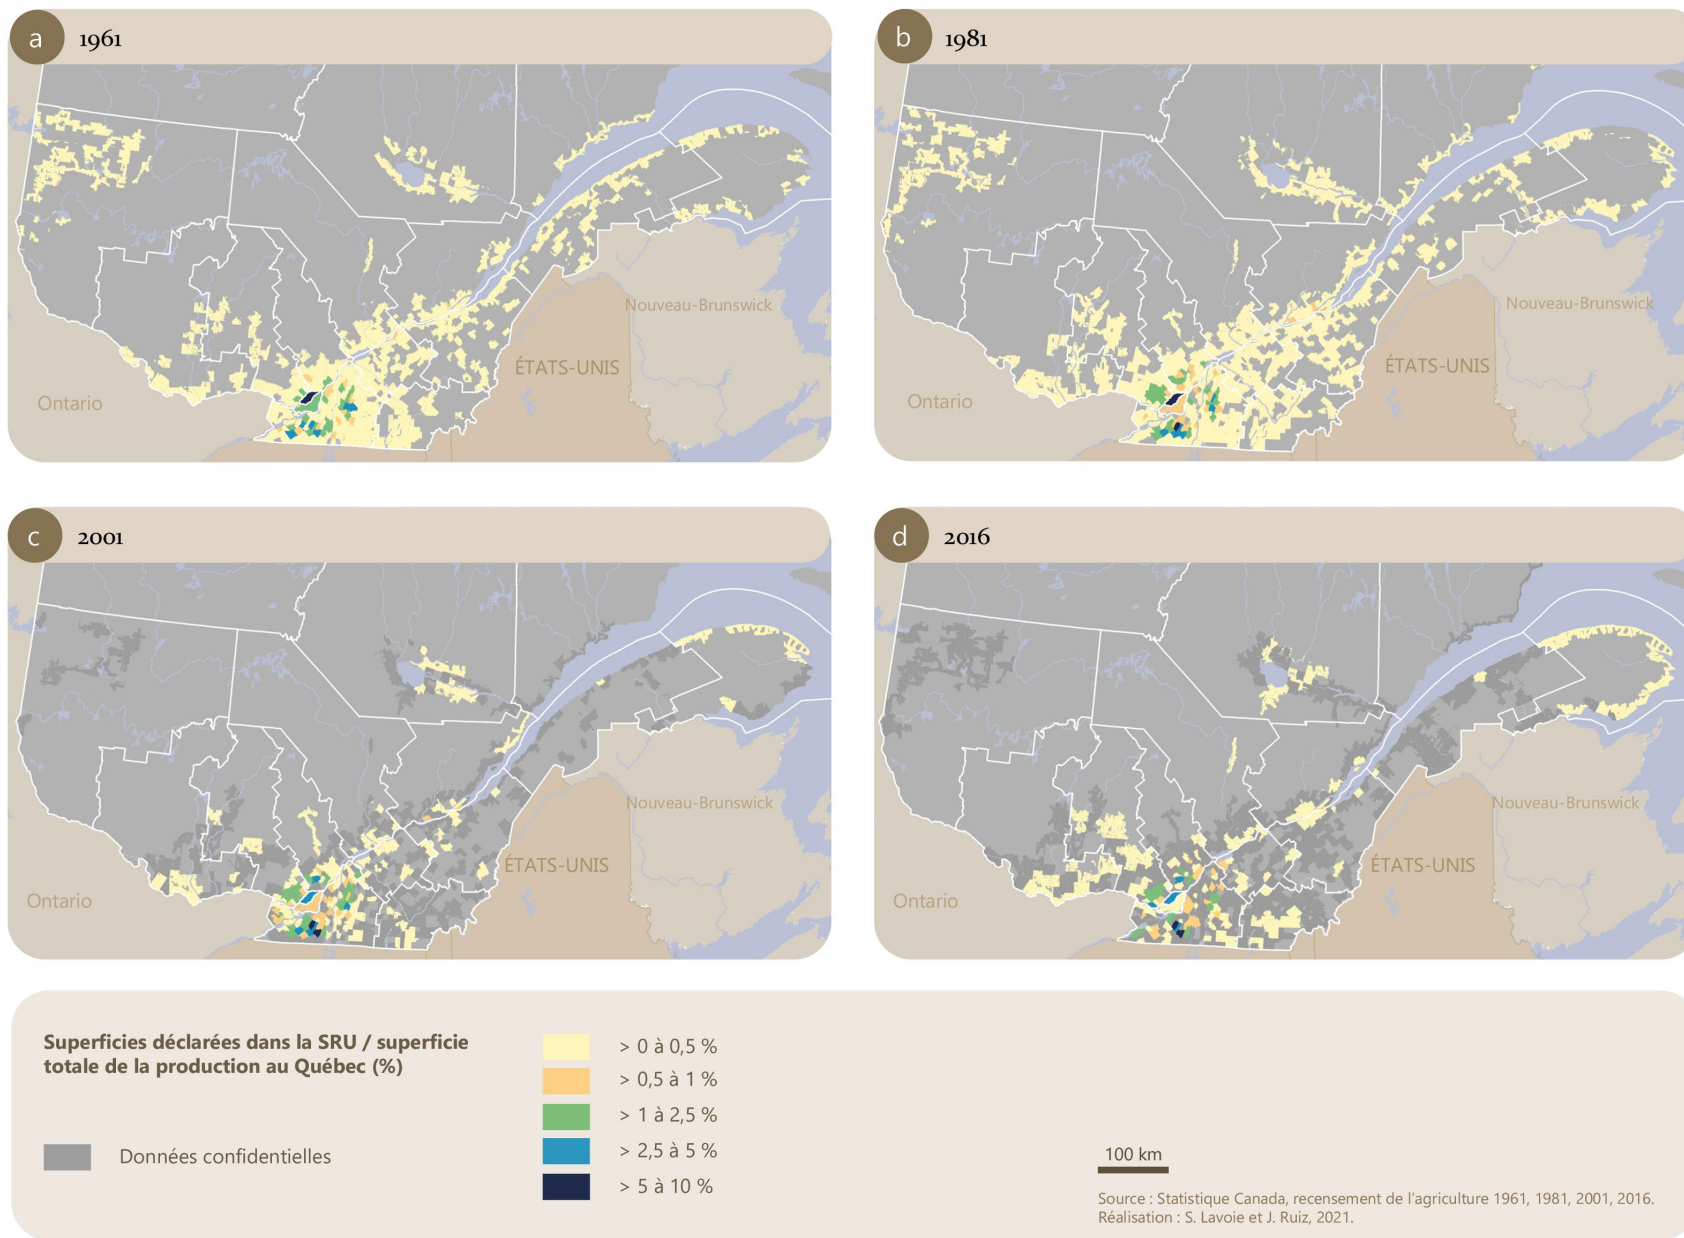 a
1961
Nouveau-Brunswick
ÉTATS-UNIS
Ontario
b
1981
Nouveau-Brunswick
ÉTATS-UNIS
Ontario
c
2001
Nouveau-Brunswick
ÉTATS-UNIS
Ontario
d
2016
Nouveau-Brunswick
ÉTATS-UNIS
Ontario
Superficies déclarées dans la SRU / superficie
totale de la production au Québec (%)
Données confidentielles
> 0 à 0,5 %
> 0,5 à 1 %
> 1 à 2,5 %
> 2,5 à 5 %
> 5 à 10 %
100 km
Source : Statistique Canada, recensement de l'agriculture 1961, 1981, 2001, 2016.
Réalisation : S. Lavoie et J. Ruiz, 2021.